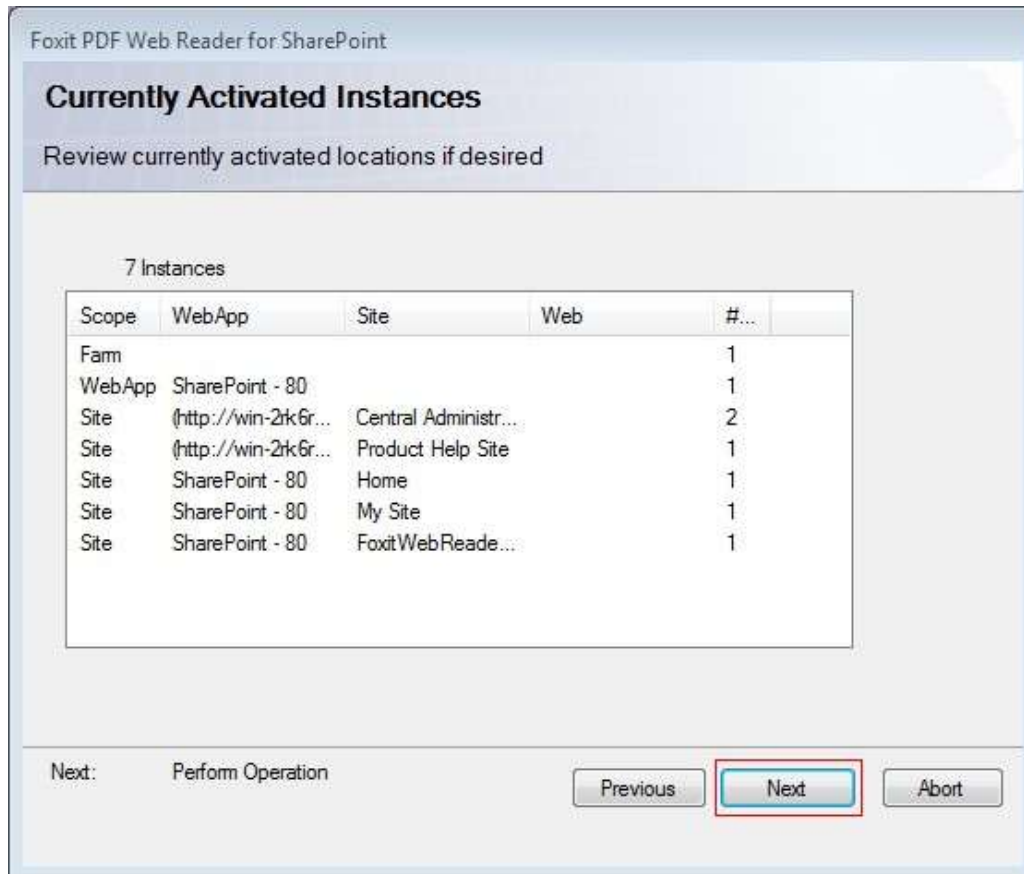 Foxit PDF Web Reader for SharePoint
Currently Activated Instances
Review currently activated locations if desired
7 Instances
Scope WebApp Site Web #...
Farm 1
WebApp SharePoint - 80 1
Site (http://win-2rk6r... Central Administr... 2
Site (http://win-2rk6r... Product Help Site 1
Site SharePoint - 80 Home 1
Site SharePoint - 80 My Site 1
Site SharePoint - 80 FoxitWebReade... 1
Next: Perform Operation
Previous Next Abort